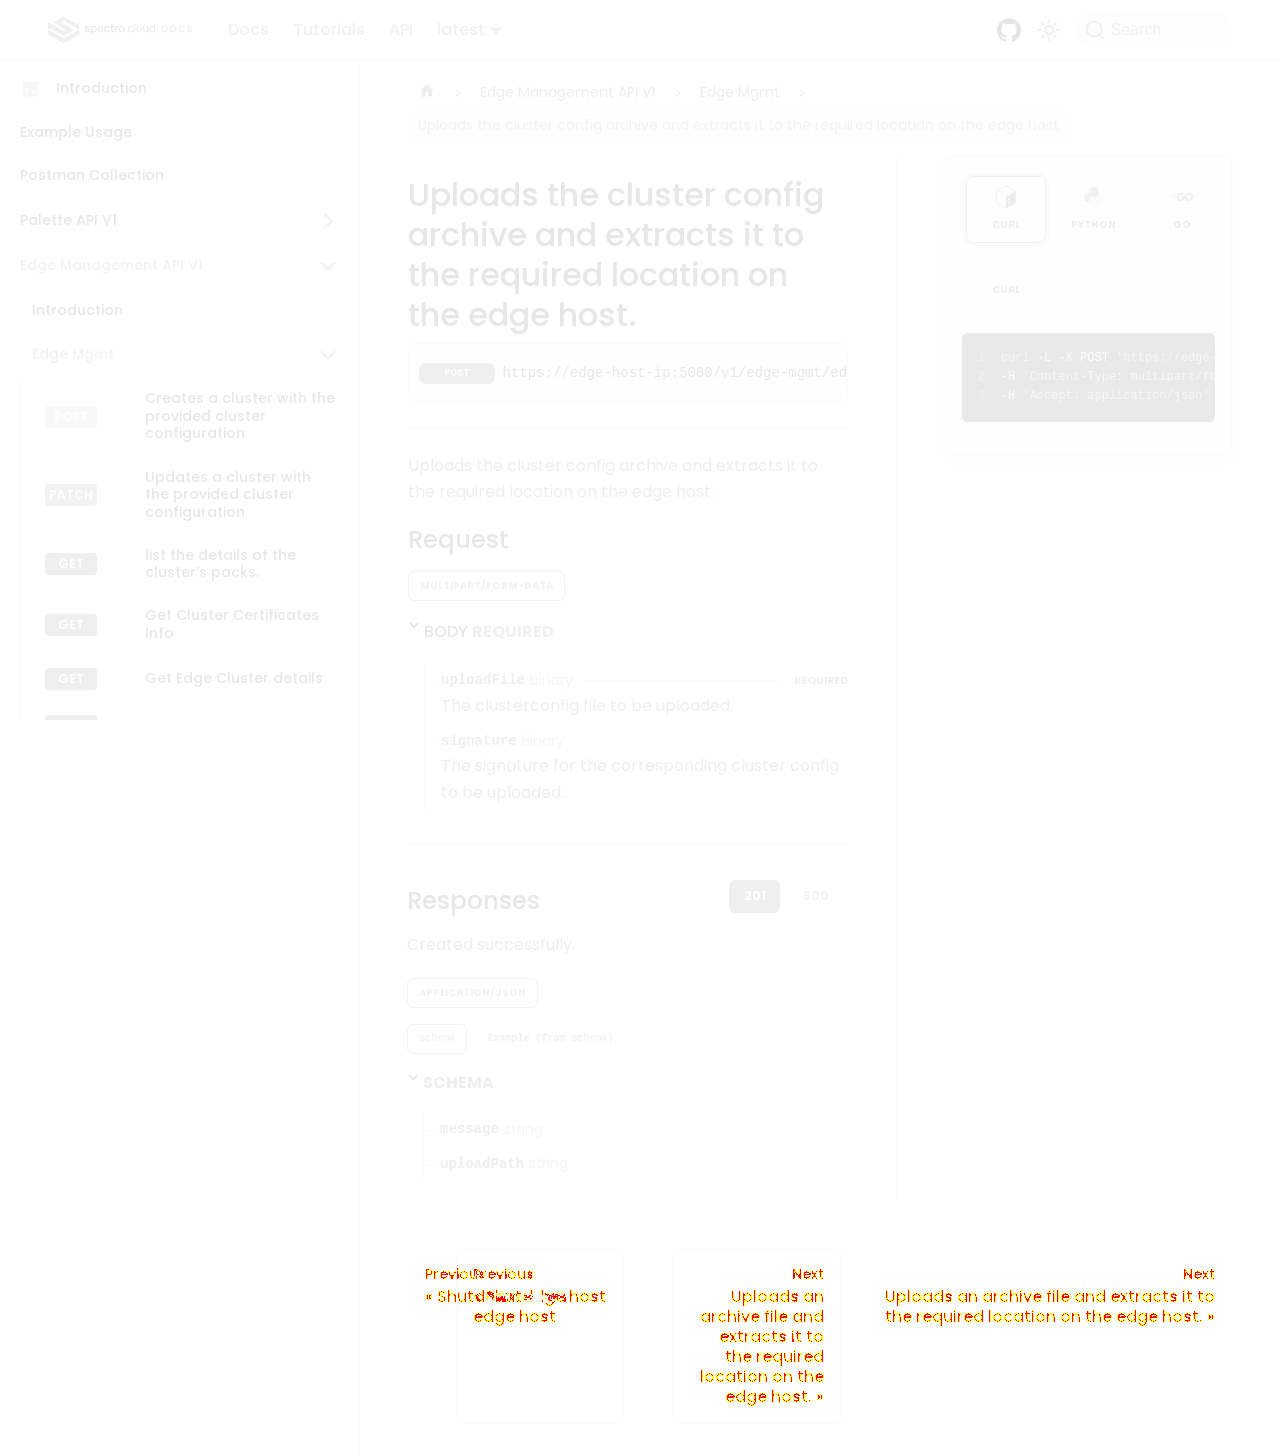 spectro cloud DOCS
Docs
Tutorials
API
latest
Search
Introduction
Example Usage
Postman Collection
Palette API V1
Edge Management API V1
Introduction
Edge Mgmt
POST Creates a cluster with the
provided cluster
configuration
PATCH Updates a cluster with
the provided cluster
configuration
GET list the details of the
cluster's packs.
GET Get Cluster Certificates
Info
GET Get Edge Cluster details
Edge Management API V1
Edge Mgmt
Uploads the cluster config archive and extracts it to the required location on the edge host.
Uploads the cluster config
archive and extracts it to
the required location on
the edge host.
POST https://edge-host-ip:5080/v1/edge-mgmt/ed
Uploads the cluster config archive and extracts it to
the required location on the edge host.
Request
MULTIPART/FORM-DATA
BODY REQUIRED
uploadFile binary REQUIRED
The clusterconfig file to be uploaded.
signature binary
The signature for the corresponding cluster config
to be uploaded.
Responses
201 500
Created successfully.
APPLICATION/JSON
Schema Example (from schema)
SCHEMA
message string
uploadPath string
CURL PYTHON GO
CURL
1 curl -L -X POST 'https://edge-
2 -H 'Content-Type: multipart/fo
3 -H 'Accept: application/json'
Previous
Previous
« Shutd host
edge host
Next
Uploads an
archive file and
extracts it to
the required
location on the
edge host. »
Next
Uploads an archive file and extracts it to
the required location on the edge host. »